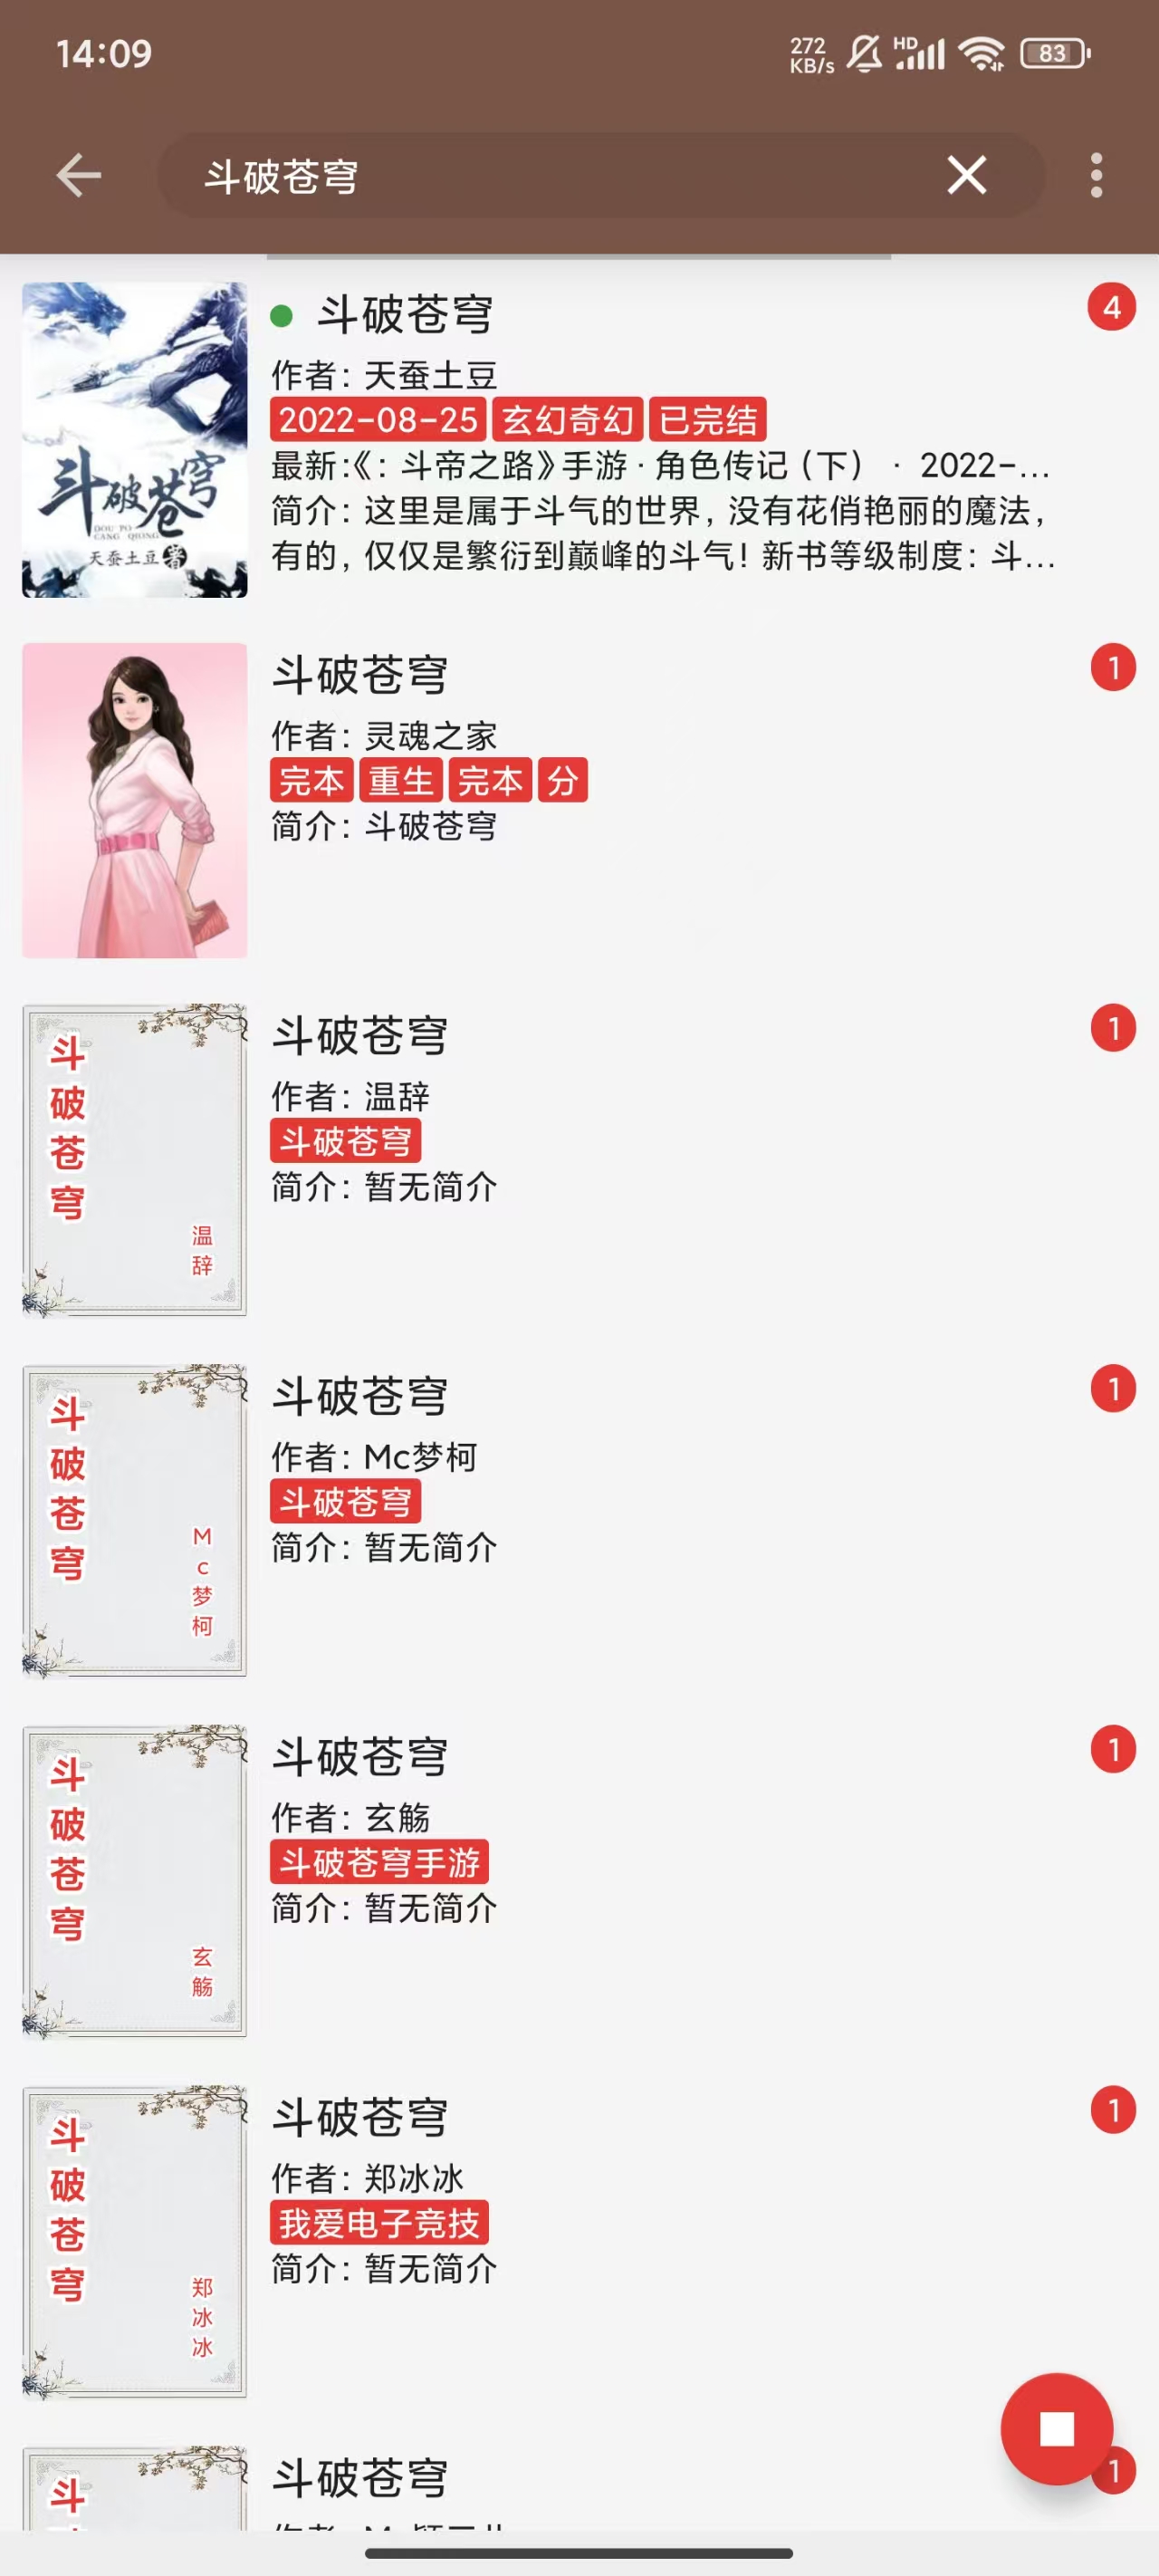 14:09
272
KB/s
HD
83
斗破苍穹
斗破苍穹
DOU PO
CANG QIONG
天蚕土豆 著
斗破苍穹
4
作者：天蚕土豆
2022-08-25 玄幻奇幻 已完结
最新:《：斗帝之路》手游·角色传记（下） · 2022-...
简介：这里是属于斗气的世界，没有花俏艳丽的魔法，
有的，仅仅是繁衍到巅峰的斗气！新书等级制度：斗...
斗破苍穹
1
作者：灵魂之家
完本 重生 完本 分
简介：斗破苍穹
斗破苍穹
温辞
斗破苍穹
1
作者：温辞
斗破苍穹
简介：暂无简介
斗破苍穹
Mc梦柯
斗破苍穹
1
作者：Mc梦柯
斗破苍穹
简介：暂无简介
斗破苍穹
玄觞
斗破苍穹
1
作者：玄觞
斗破苍穹手游
简介：暂无简介
斗破苍穹
郑冰冰
斗破苍穹
1
作者：郑冰冰
我爱电子竞技
简介：暂无简介
斗
斗破苍穹
1